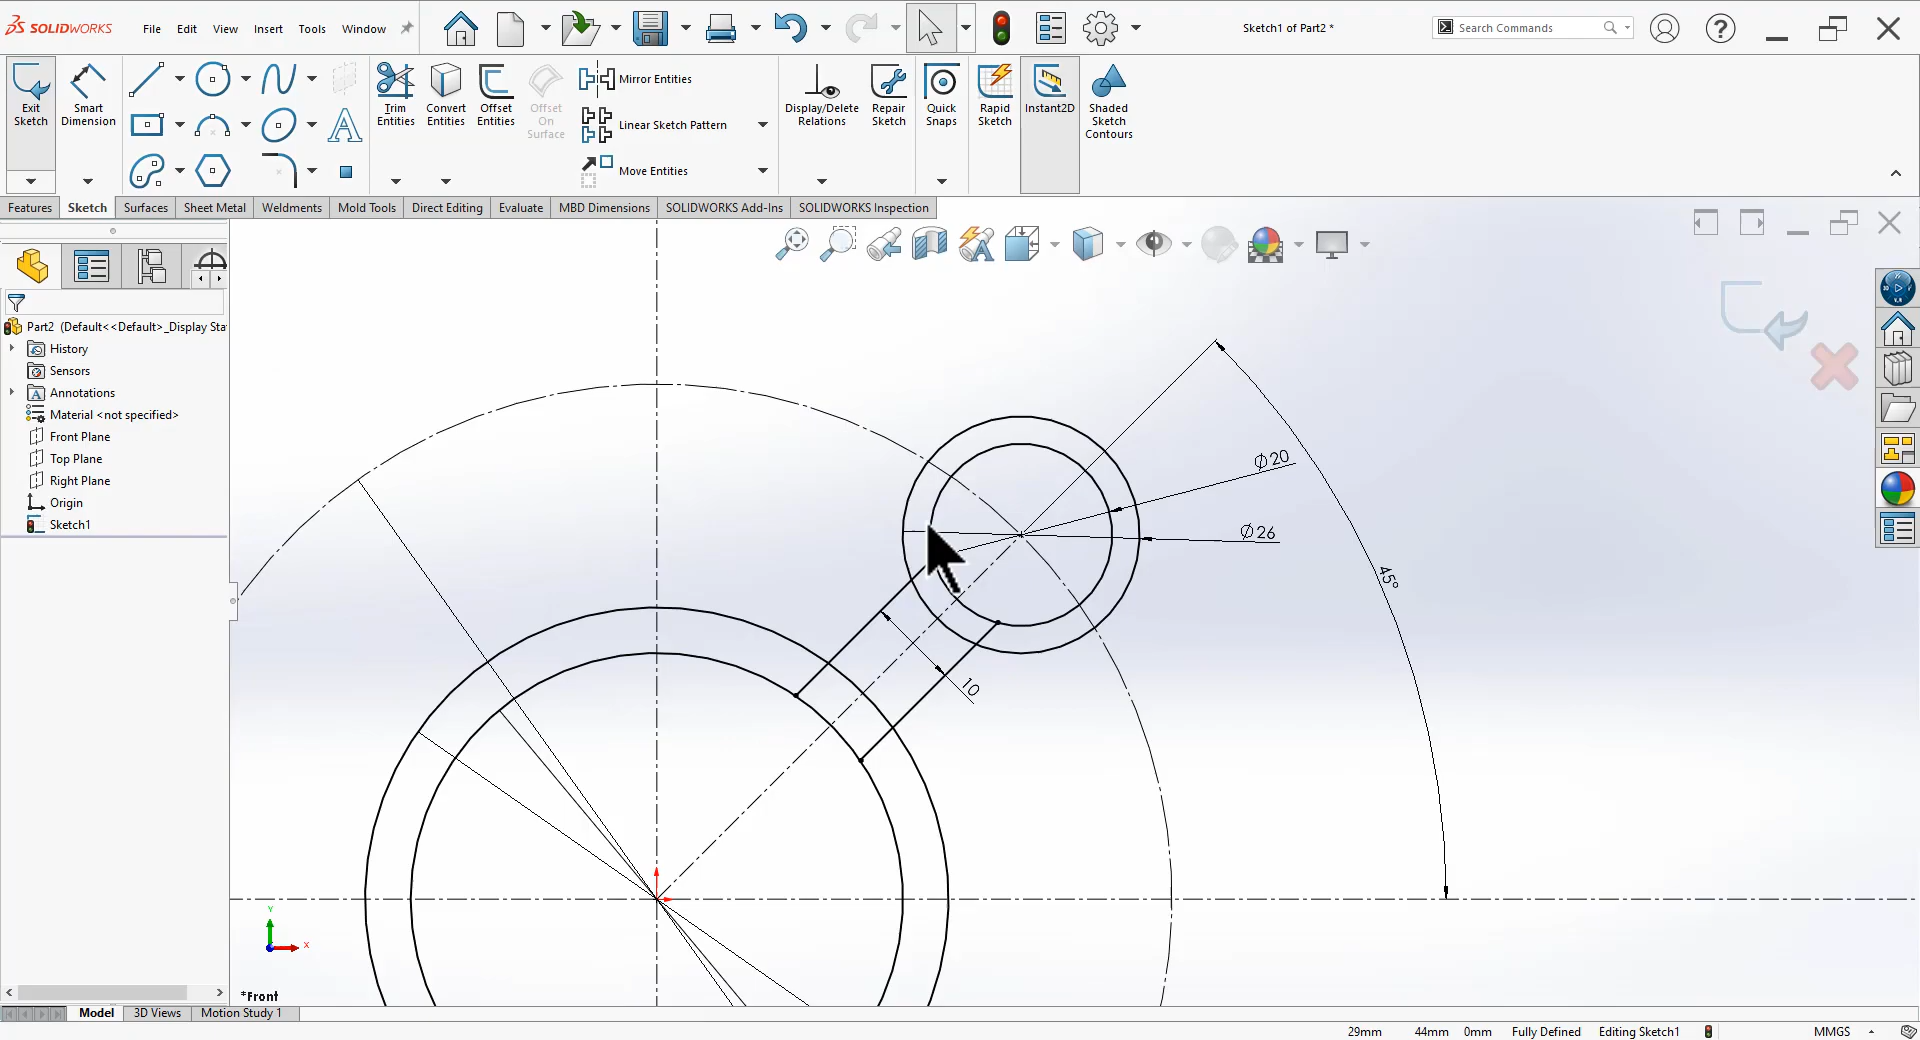 SOLIDWORKS File Edit View Insert Tools Window Sketch1 of Part2 * Search Commands
Exit Sketch
Smart Dimension
Trim Entities
Convert Entities
Offset Entities
Offset On Surface
Mirror Entities
Linear Sketch Pattern
Move Entities
Display/Delete Relations
Repair Sketch
Quick Snaps
Rapid Sketch
Instant2D
Shaded Sketch Contours
Features Sketch Surfaces Sheet Metal Weldments Mold Tools Direct Editing Evaluate MBD Dimensions SOLIDWORKS Add-Ins SOLIDWORKS Inspection
Part2 (Default<<Default>_Display Sta
History
Sensors
Annotations
Material <not specified>
Front Plane
Top Plane
Right Plane
Origin
Sketch1
∅20
∅26
45°
10
Y
X
*Front
Model 3D Views Motion Study 1
29mm 44mm 0mm Fully Defined Editing Sketch1 MMGS